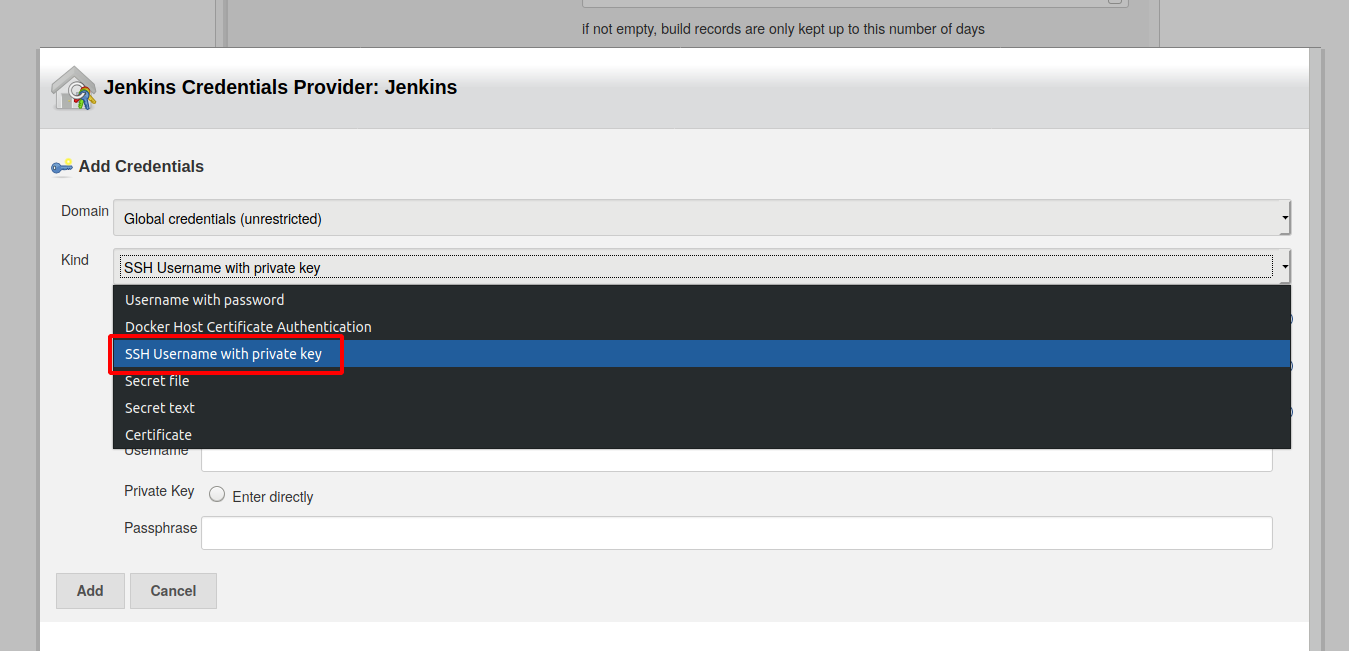 if not empty, build records are only kept up to this number of days
Jenkins Credentials Provider: Jenkins
Add Credentials
Domain
Global credentials (unrestricted)
Kind
SSH Username with private key
Username with password
Docker Host Certificate Authentication
SSH Username with private key
Secret file
Secret text
Certificate
Username
Private Key
Enter directly
Passphrase
Add
Cancel